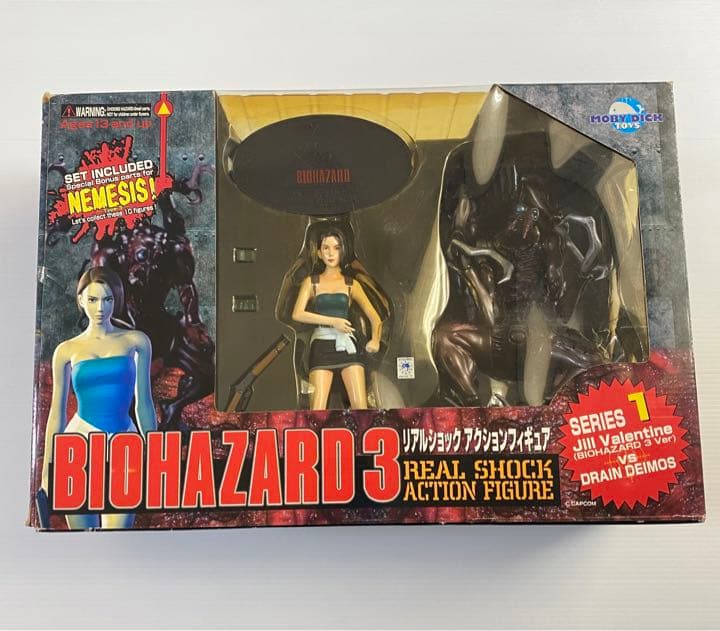 WARNING:
Ages 13 and up
SET INCLUDED
Special Bonus parts for
NEMESIS!
Let's collect these 10 figures
BIOHAZARD
MOBY DICK
TOYS
BIOHAZARD 3
リアルショック アクションフィギュア
REAL SHOCK
ACTION FIGURE
SERIES 1
Jill Valentine
(BIOHAZARD 3 Ver)
VS
DRAIN DEIMOS
©CAPCOM